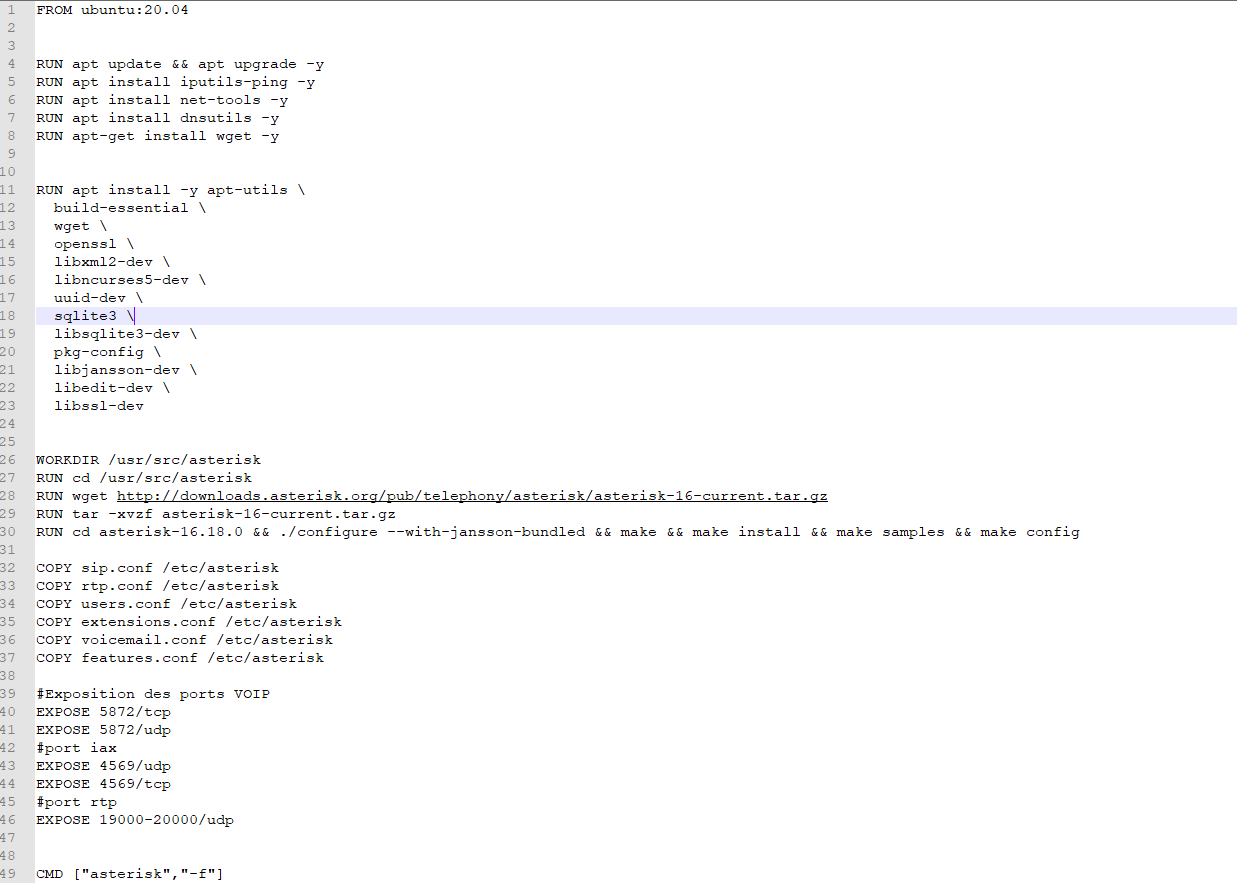 1 FROM ubuntu:20.04
2
3
4 RUN apt update && apt upgrade -y
5 RUN apt install iputils-ping -y
6 RUN apt install net-tools -y
7 RUN apt install dnsutils -y
8 RUN apt-get install wget -y
9
10
11 RUN apt install -y apt-utils \
12   build-essential \
13   wget \
14   openssl \
15   libxml2-dev \
16   libncurses5-dev \
17   uuid-dev \
18   sqlite3 \
19   libsqlite3-dev \
20   pkg-config \
21   libjansson-dev \
22   libedit-dev \
23   libssl-dev
24
25
26 WORKDIR /usr/src/asterisk
27 RUN cd /usr/src/asterisk
28 RUN wget http://downloads.asterisk.org/pub/telephony/asterisk/asterisk-16-current.tar.gz
29 RUN tar -xvzf asterisk-16-current.tar.gz
30 RUN cd asterisk-16.18.0 && ./configure --with-jansson-bundled && make && make install && make samples && make config
31
32 COPY sip.conf /etc/asterisk
33 COPY rtp.conf /etc/asterisk
34 COPY users.conf /etc/asterisk
35 COPY extensions.conf /etc/asterisk
36 COPY voicemail.conf /etc/asterisk
37 COPY features.conf /etc/asterisk
38
39 #Exposition des ports VOIP
40 EXPOSE 5872/tcp
41 EXPOSE 5872/udp
42 #port iax
43 EXPOSE 4569/udp
44 EXPOSE 4569/tcp
45 #port rtp
46 EXPOSE 19000-20000/udp
47
48
49 CMD ["asterisk","-f"]